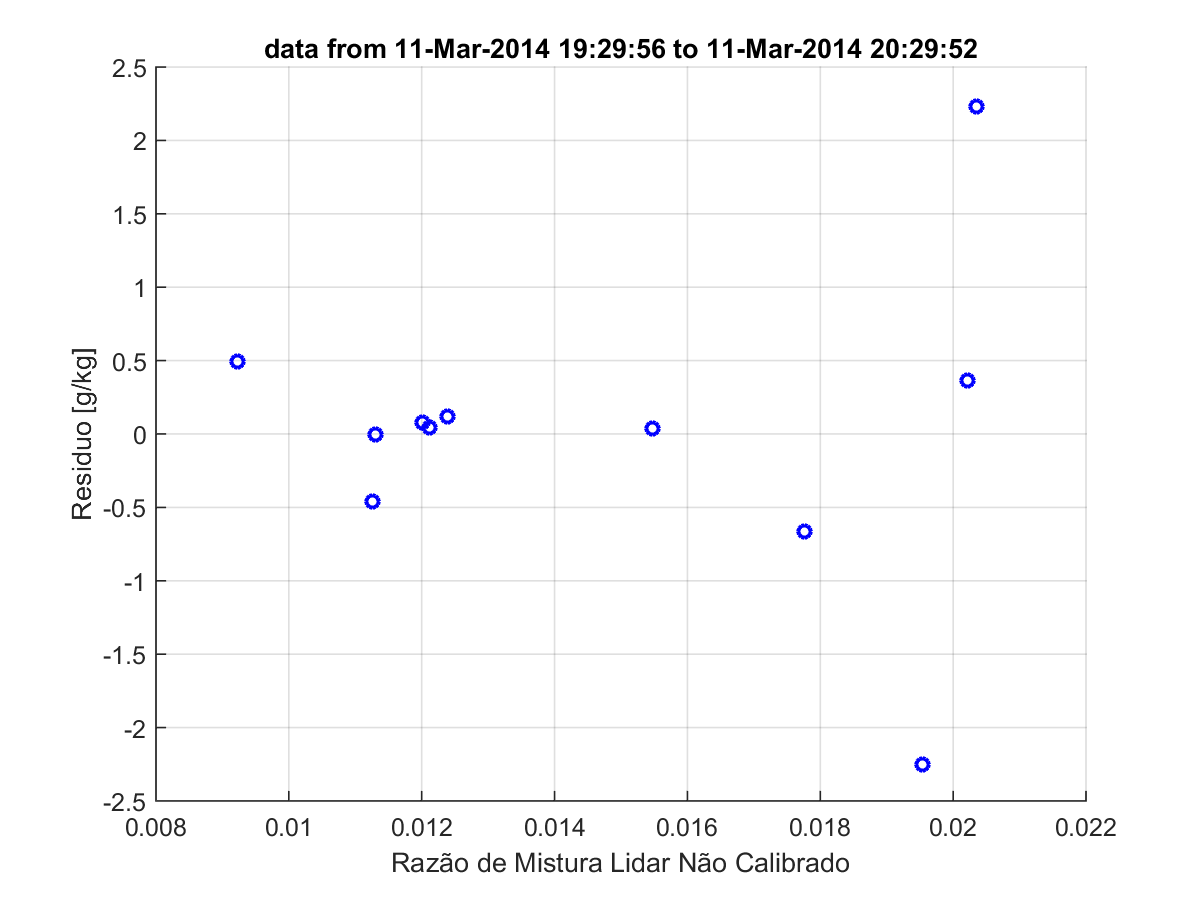 data from 11-Mar-2014 19:29:56 to 11-Mar-2014 20:29:52
2.5
2
1.5
1
0.5
0
-0.5
-1
-1.5
-2
-2.5
Residuo [g/kg]
0.008 0.01 0.012 0.014 0.016 0.018 0.02 0.022
Razão de Mistura Lidar Não Calibrado